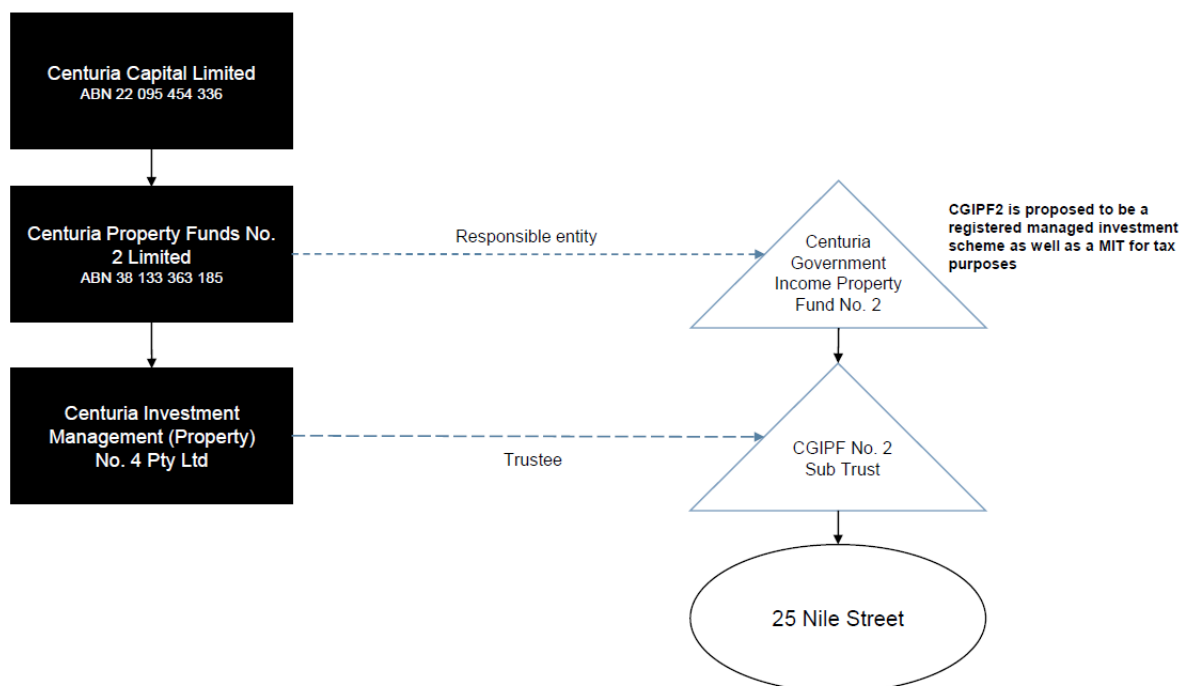 Centuria Capital Limited
ABN 22 095 454 336
Centuria Property Funds No.
2 Limited
ABN 38 133 363 185
Responsible entity
Centuria
Government
Income Property
Fund No. 2
CGIPF2 is proposed to be a
registered managed investment
scheme as well as a MIT for tax
purposes
Centuria Investment
Management (Property)
No. 4 Pty Ltd
Trustee
CGIPF No. 2
Sub Trust
25 Nile Street